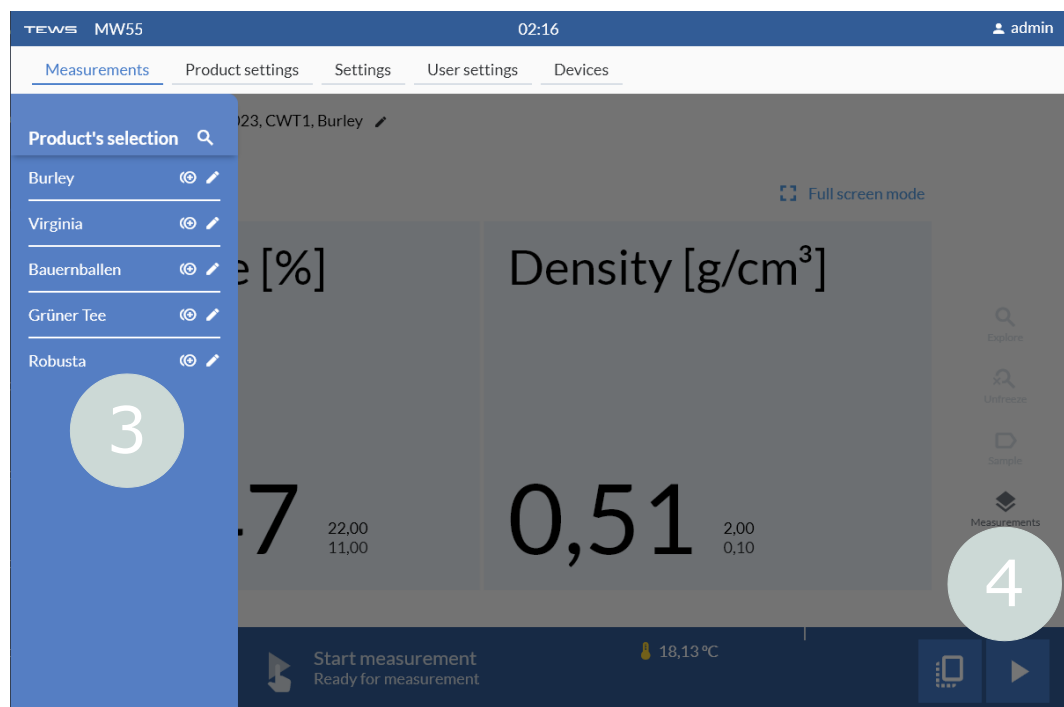 TEWS MW55 02:16 admin
Measurements Product settings Settings User settings Devices
23, CWT1, Burley
Product's selection
Burley
Virginia
Bauernballen
Grüner Tee
Robusta
3
Full screen mode
e [%]
Density [g/cm³]
7
22,00
11,00
0,51
2,00
0,10
Explore
Unfreeze
Sample
Measurements
4
Start measurement
Ready for measurement
18,13 ºC